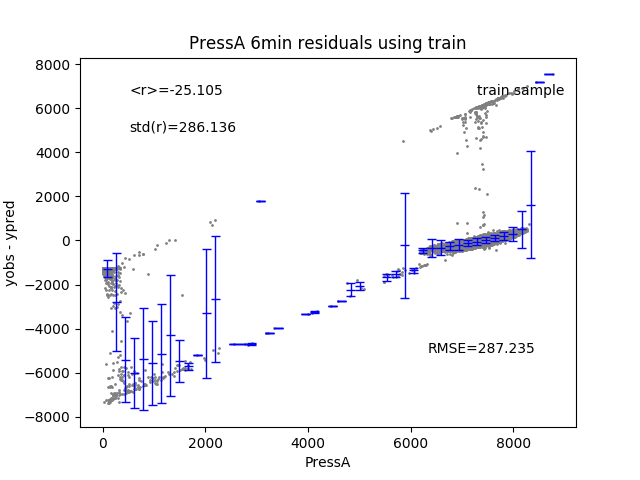 PressA 6min residuals using train
8000
6000
4000
2000
0
−2000
−4000
−6000
−8000
yobs - ypred
<r>=-25.105
std(r)=286.136
train sample
RMSE=287.235
0 2000 4000 6000 8000
PressA